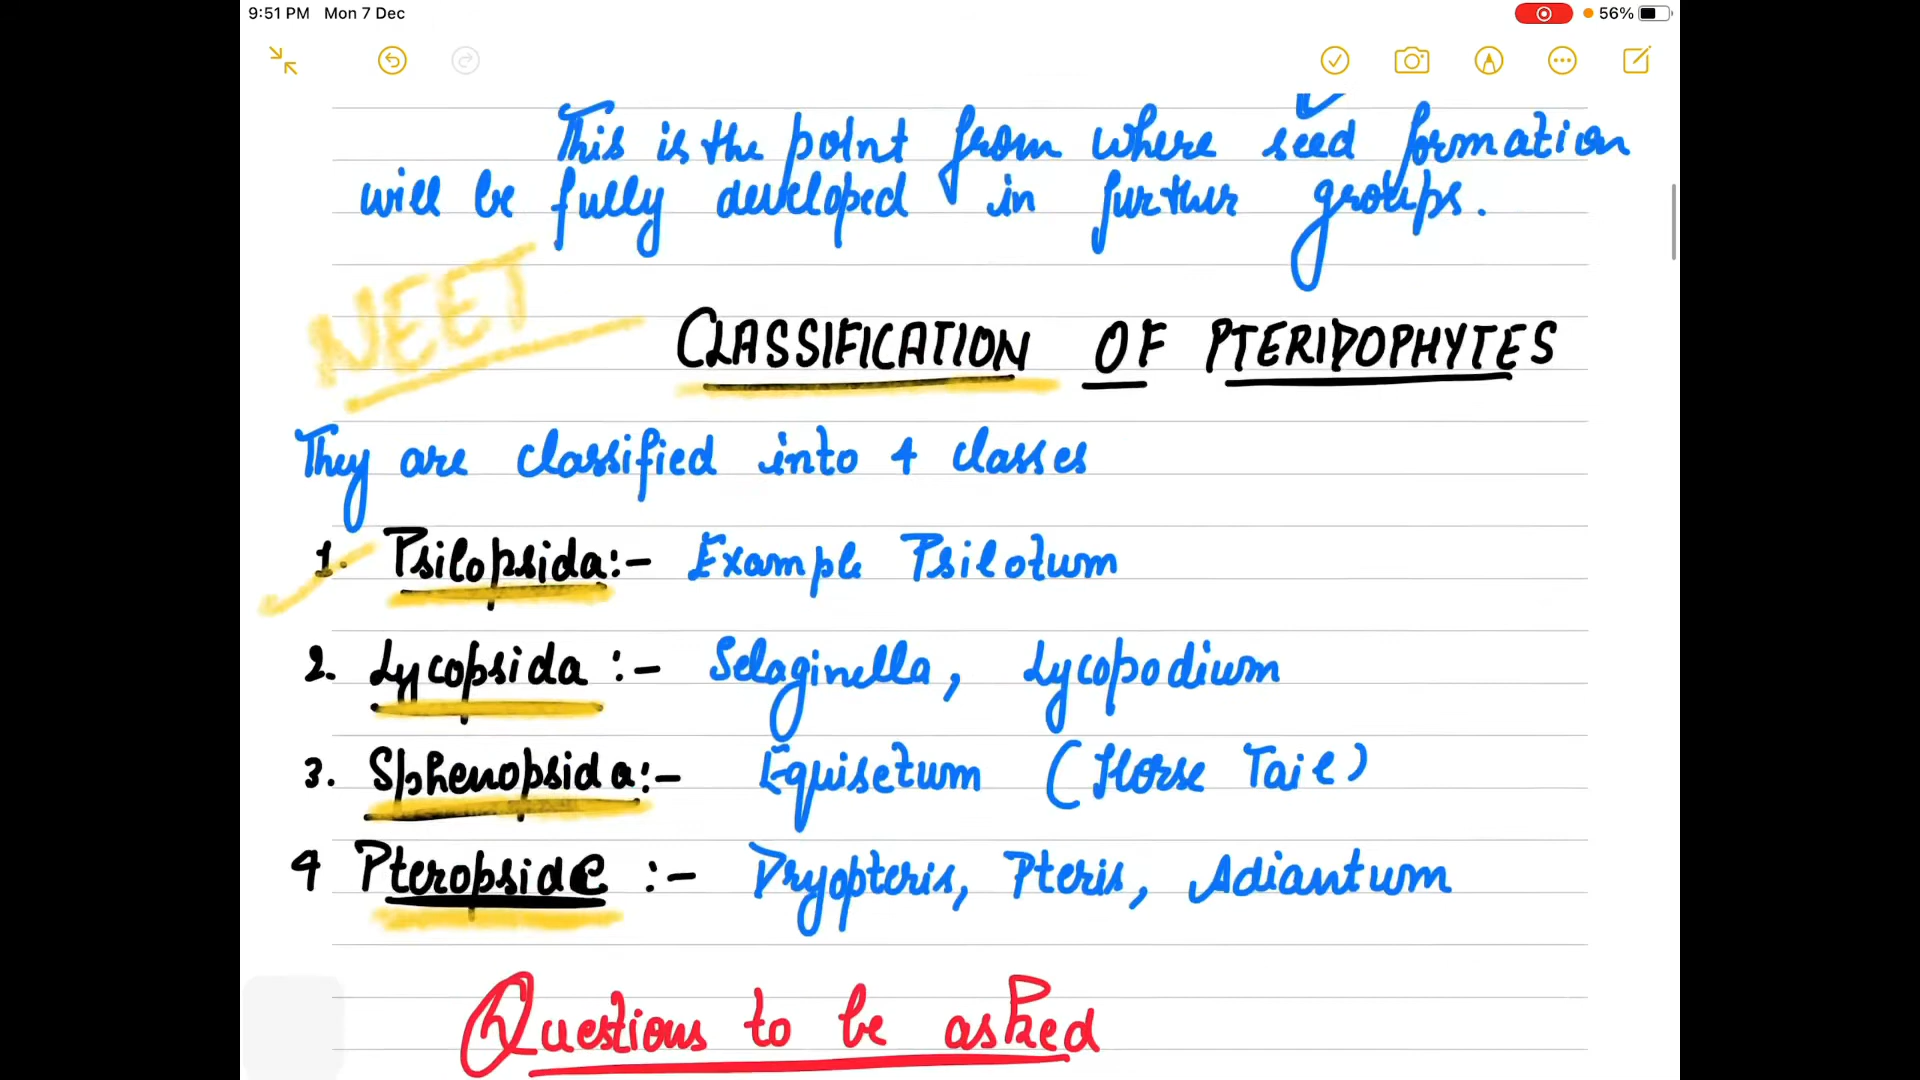 9:51 PM Mon 7 Dec
56%
This is the point from where seed formation
will be fully developed in further groups.
NEET
CLASSIFICATION OF PTERIDOPHYTES
They are classified into 4 classes
1. Psilopsida:- Example Psilotum
2. Lycopsida :- Selaginella, Lycopodium
3. Sphenopsida:- Equisetum (Horse Tail)
4 Pteropside :- Dryopteris, Pteris, Adiantum
Questions to be asked